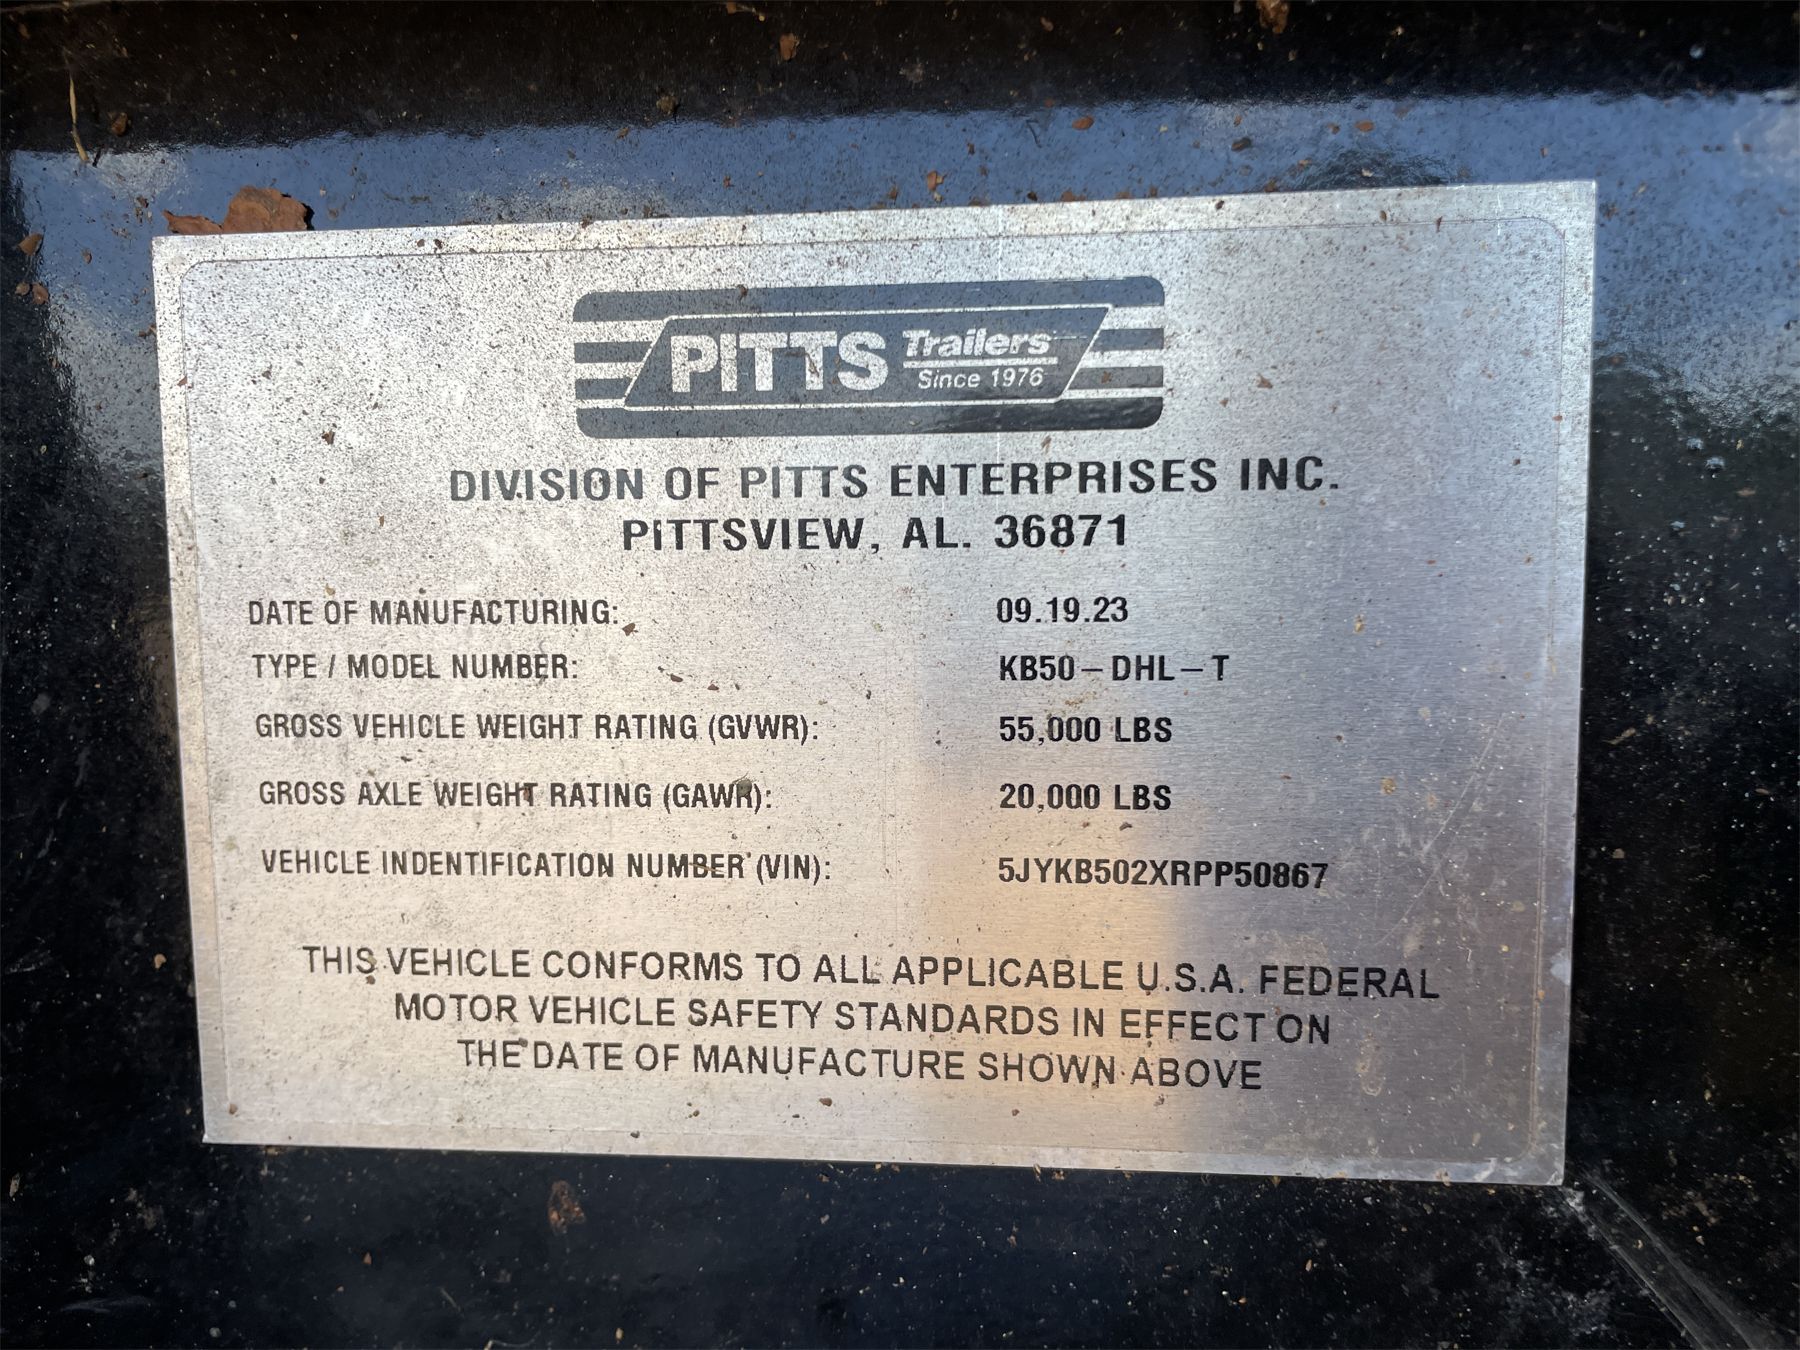 PITTS Trailers
Since 1976
DIVISION OF PITTS ENTERPRISES INC.
PITTSVIEW, AL. 36871
DATE OF MANUFACTURING: 09.19.23
TYPE / MODEL NUMBER: KB50-DHL-T
GROSS VEHICLE WEIGHT RATING (GVWR): 55,000 LBS
GROSS AXLE WEIGHT RATING (GAWR): 20,000 LBS
VEHICLE INDENTIFICATION NUMBER (VIN): 5JYKB502XRPP50867
THIS VEHICLE CONFORMS TO ALL APPLICABLE U.S.A. FEDERAL
MOTOR VEHICLE SAFETY STANDARDS IN EFFECT ON
THE DATE OF MANUFACTURE SHOWN ABOVE